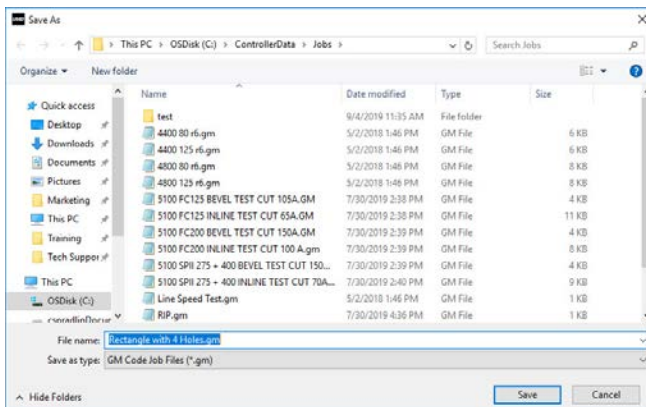 Save As
This PC > OSDisk (C:) > ControllerData > Jobs >
Search Jobs
Organize
New folder
Name Date modified Type Size
Quick access
Desktop
Downloads
Documents
Pictures
Marketing
This PC
Training
Tech Suppor
This PC
OSDisk (C:)
test 9/4/2019 11:35 AM File folder
4400 80 r6.gm 5/2/2018 1:46 PM GM File 6 KB
4400 125 r6.gm 5/2/2018 1:46 PM GM File 6 KB
4800 80 r6.gm 5/2/2018 1:46 PM GM File 8 KB
4800 125 r6.gm 5/2/2018 1:46 PM GM File 8 KB
5100 FC125 BEVEL TEST CUT 105A.GM 7/30/2019 2:38 PM GM File 4 KB
5100 FC125 INLINE TEST CUT 65A.GM 7/30/2019 2:38 PM GM File 11 KB
5100 FC200 BEVEL TEST CUT 150A.GM 7/30/2019 2:39 PM GM File 4 KB
5100 FC200 INLINE TEST CUT 100 A.gm 7/30/2019 2:39 PM GM File 8 KB
5100 SPII 275 + 400 BEVEL TEST CUT 150... 7/30/2019 2:39 PM GM File 4 KB
5100 SPII 275 + 400 INLINE TEST CUT 70A... 7/30/2019 2:40 PM GM File 9 KB
Line Speed Test.gm 5/2/2018 1:46 PM GM File 1 KB
RIP.gm 7/30/2019 4:36 PM GM File 1 KB
File name: Rectangle with 4 Holes.gm
Save as type: GM Code Job Files (*.gm)
Hide Folders
Save
Cancel